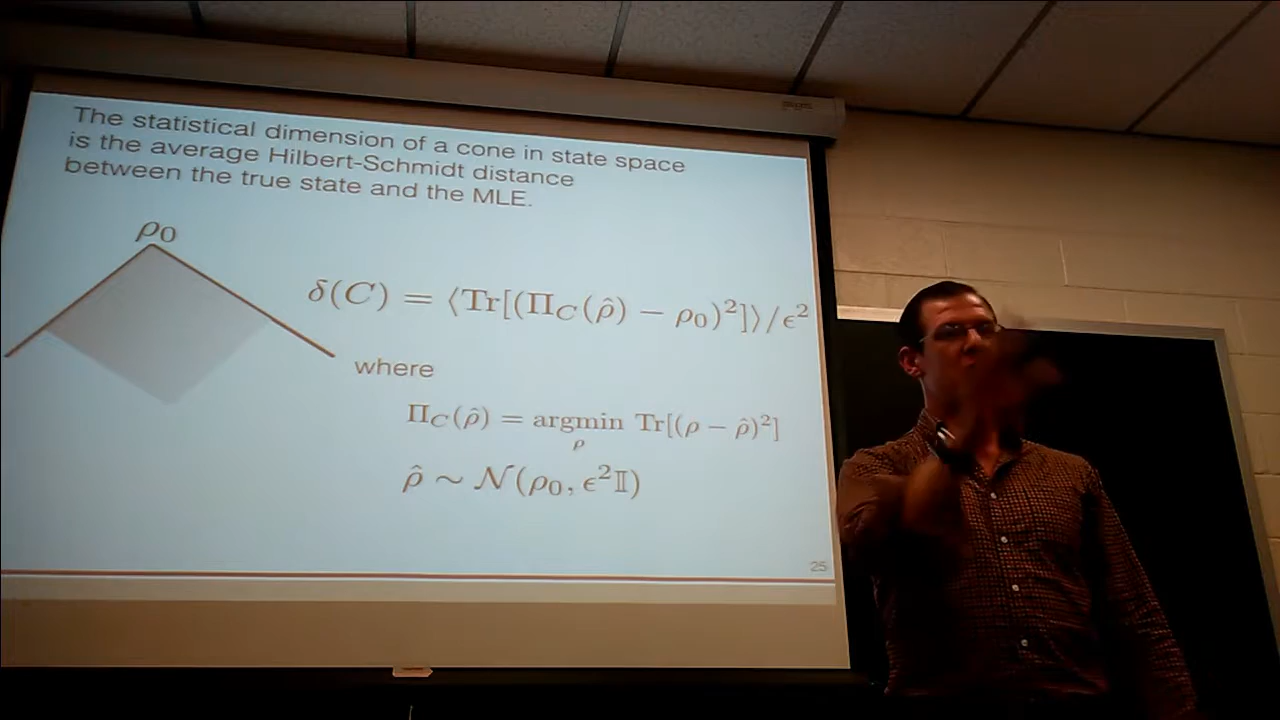 The statistical dimension of a cone in state space
is the average Hilbert-Schmidt distance
between the true state and the MLE.
ρ₀
δ(C) = ⟨Tr[(Π_C(ρ̂) − ρ₀)²]⟩/ϵ²
where
Π_C(ρ̂) = argmin Tr[(ρ − ρ̂)²]
ρ
ρ̂ ∼ 𝒩(ρ₀, ϵ²𝕀)
25